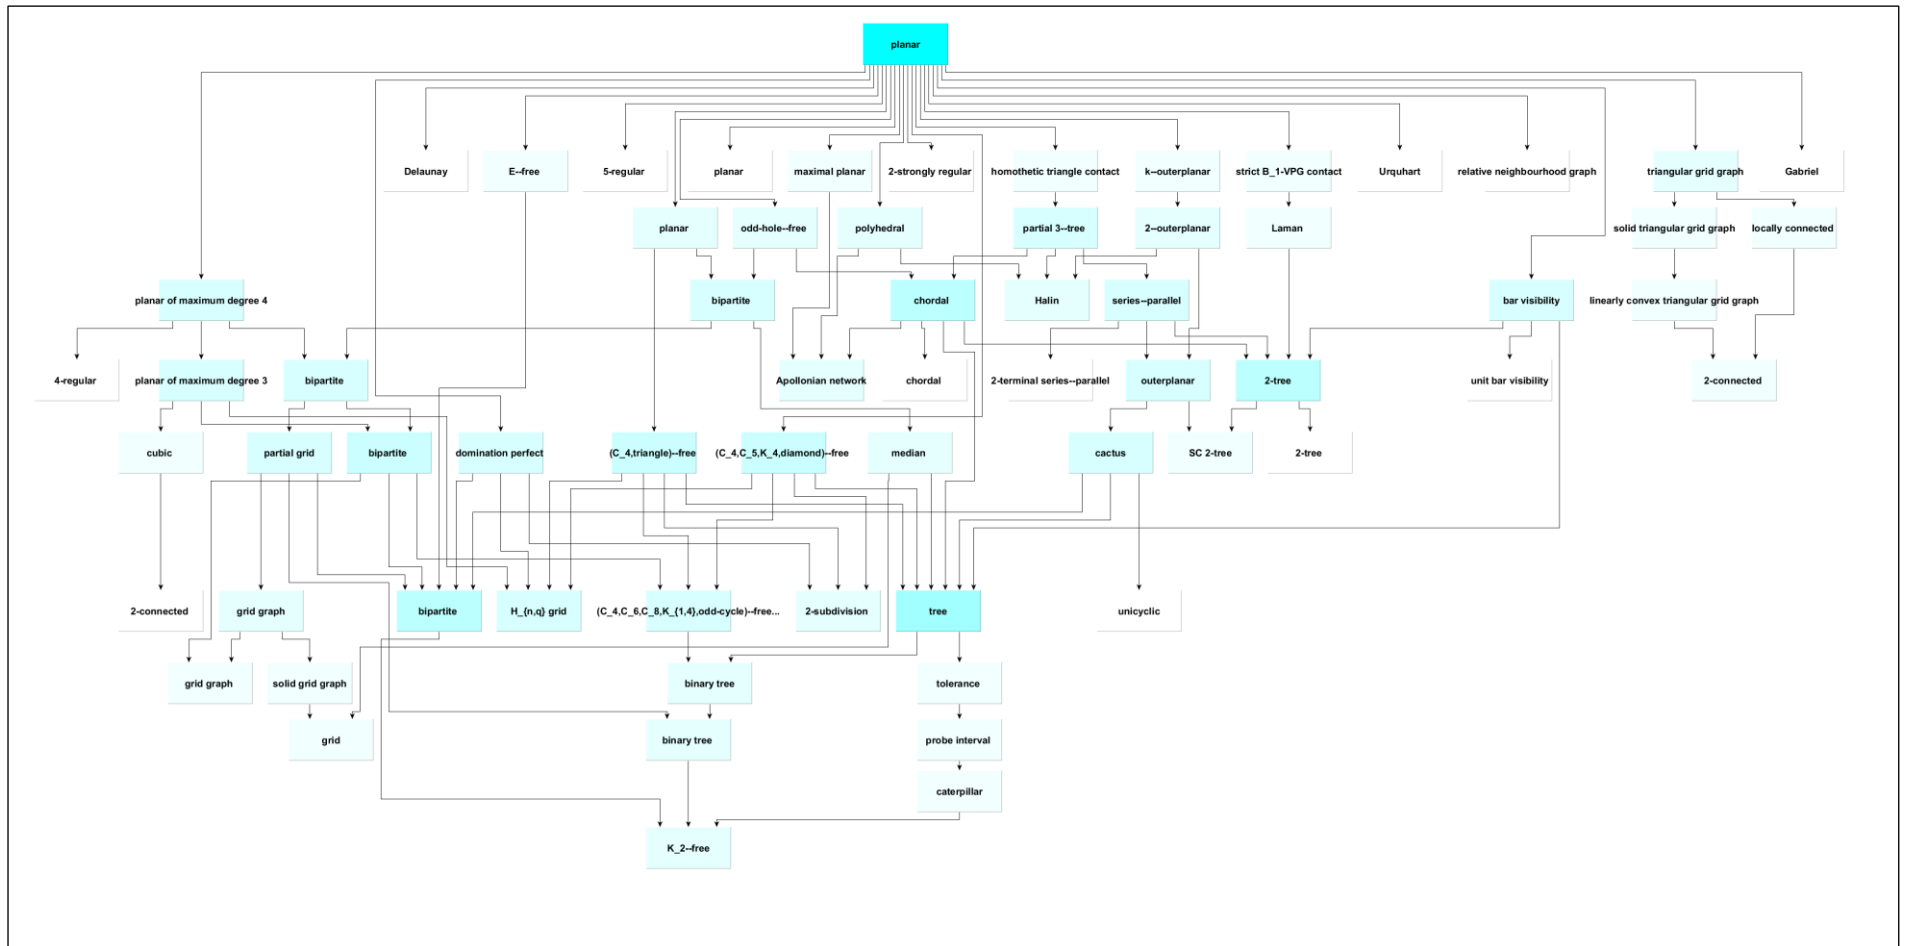 planar
Delaunay
E--free
5-regular
planar
maximal planar
2-strongly regular
homothetic triangle contact
k--outerplanar
strict B_1-VPG contact
Urquhart
relative neighbourhood graph
triangular grid graph
Gabriel
planar
odd-hole--free
polyhedral
partial 3--tree
2--outerplanar
Laman
solid triangular grid graph
locally connected
planar of maximum degree 4
bipartite
chordal
Halin
series--parallel
bar visibility
linearly convex triangular grid graph
4-regular
planar of maximum degree 3
bipartite
Apollonian network
chordal
2-terminal series--parallel
outerplanar
2-tree
unit bar visibility
2-connected
cubic
partial grid
bipartite
domination perfect
(C_4,triangle)--free
(C_4,C_5,K_4,diamond)--free
median
cactus
SC 2-tree
2-tree
2-connected
grid graph
bipartite
H_{n,q} grid
(C_4,C_6,C_8,K_{1,4},odd-cycle)--free...
2-subdivision
tree
unicyclic
grid graph
solid grid graph
binary tree
tolerance
grid
binary tree
probe interval
caterpillar
K_2--free